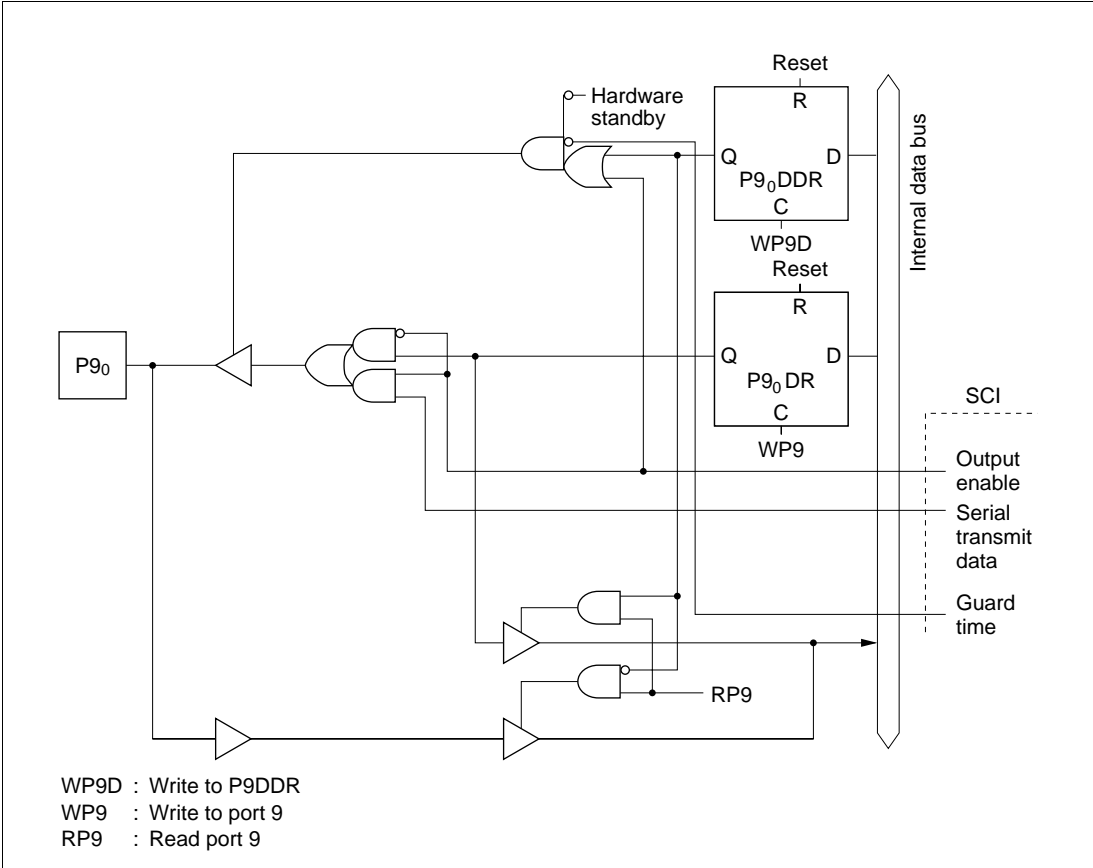 Reset
Hardware
standby
R
Q
D
P9₀DDR
C
WP9D
Internal data bus
Reset
R
P9₀
Q
D
P9₀DR
C
WP9
SCI
Output
enable
Serial
transmit
data
Guard
time
RP9
WP9D : Write to P9DDR
WP9 : Write to port 9
RP9 : Read port 9